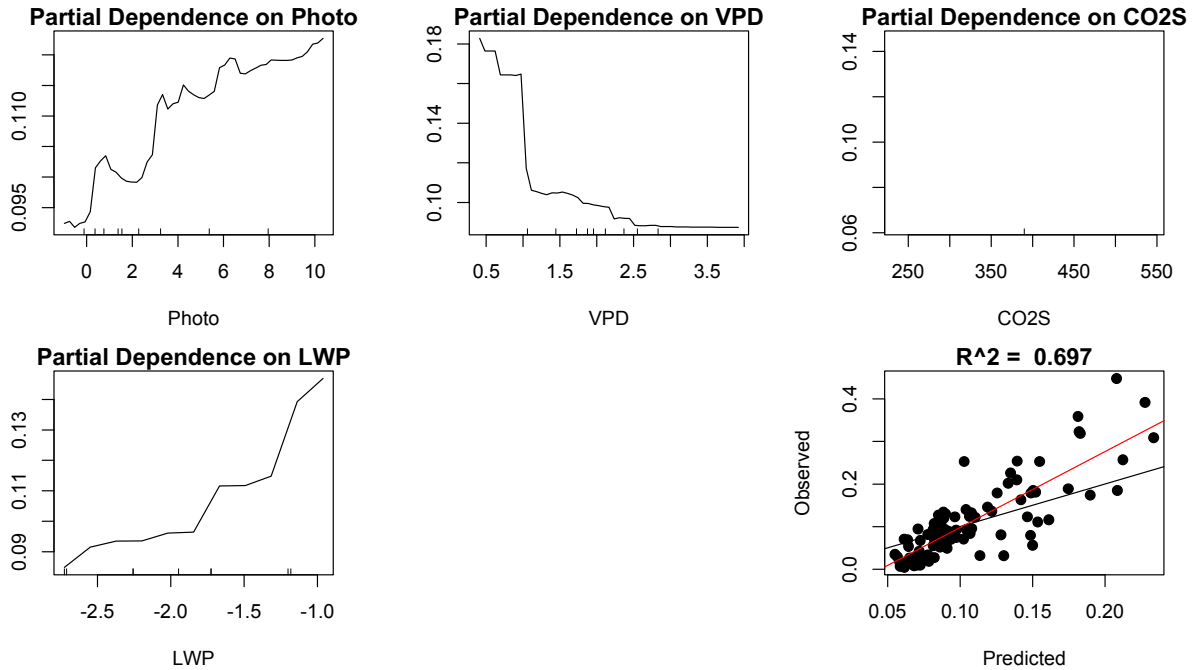 Partial Dependence on Photo
0.095 0.110
0 2 4 6 8 10
Photo
Partial Dependence on VPD
0.10 0.14 0.18
0.5 1.5 2.5 3.5
VPD
Partial Dependence on CO2S
0.06 0.10 0.14
250 350 450 550
CO2S
Partial Dependence on LWP
0.09 0.11 0.13
-2.5 -2.0 -1.5 -1.0
LWP
R^2 = 0.697
Observed
0.0 0.2 0.4
0.05 0.10 0.15 0.20
Predicted